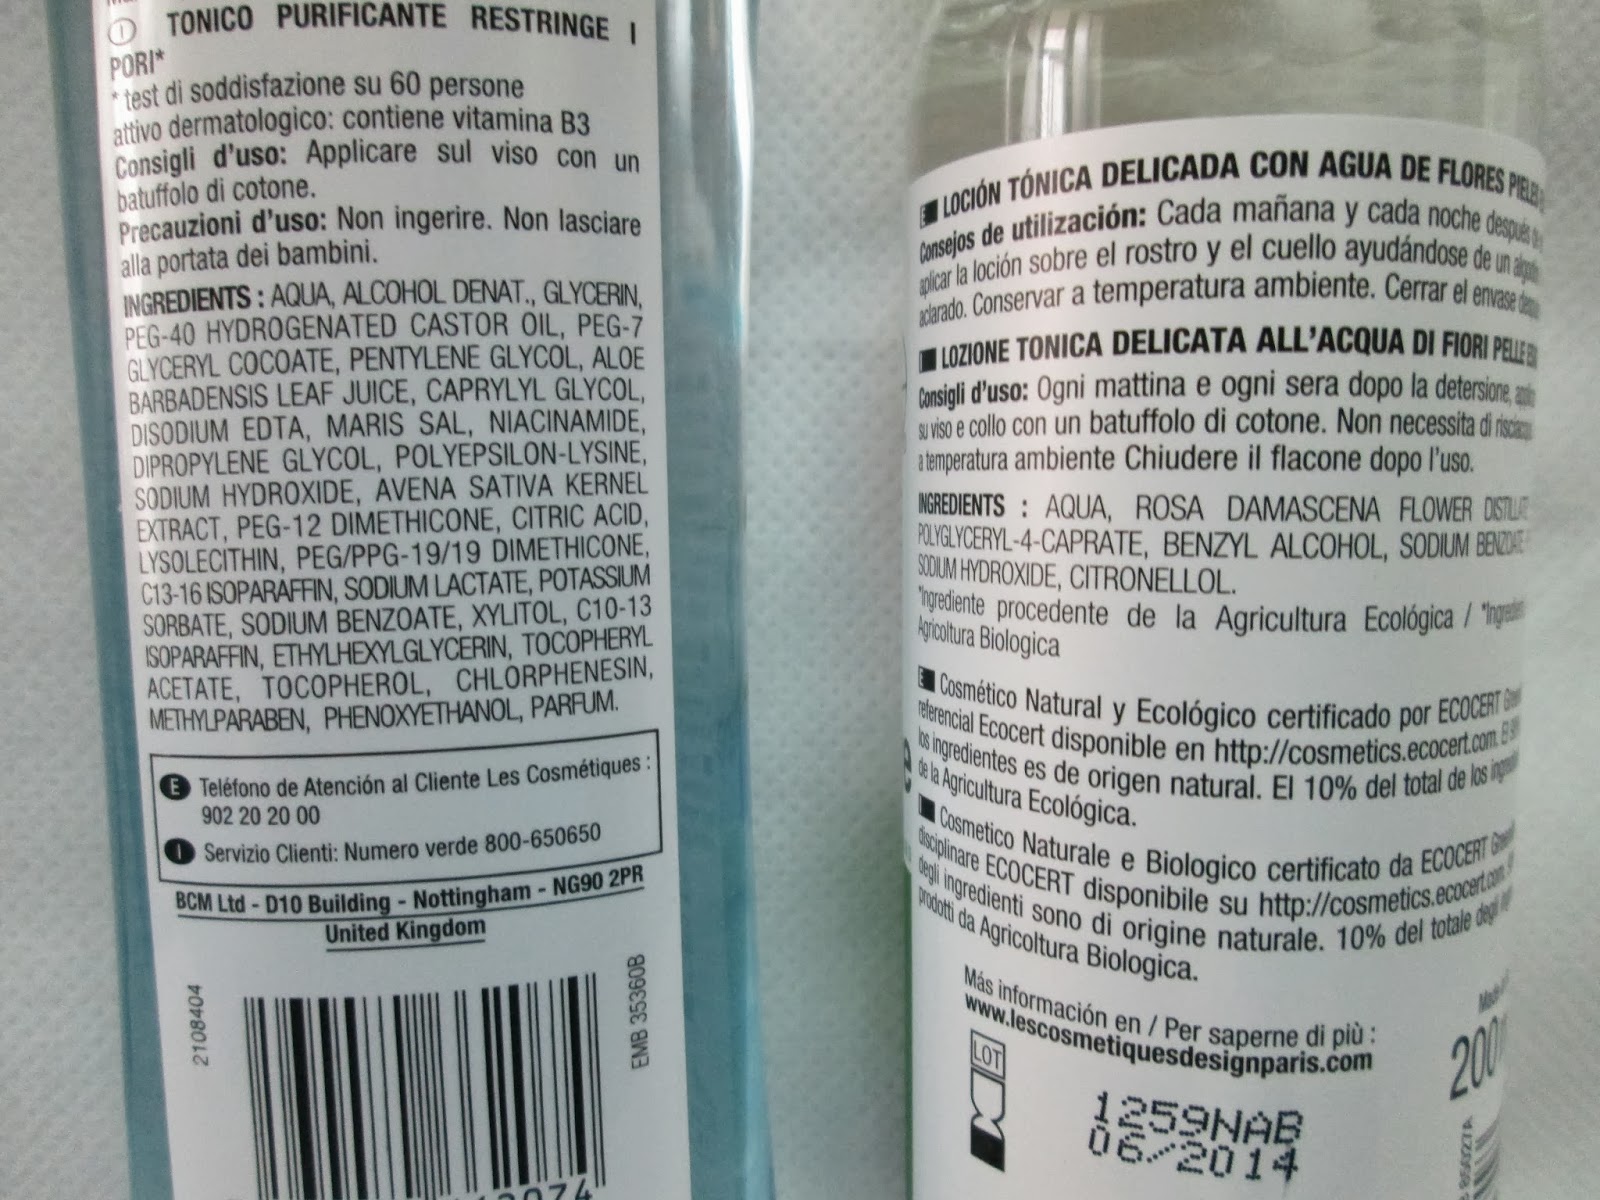 TONICO PURIFICANTE RESTRINGE I
PORI*
* test di soddisfazione su 60 persone
attivo dermatologico: contiene vitamina B3
Consigli d'uso: Applicare sul viso con un
batuffolo di cotone.
Precauzioni d'uso: Non ingerire. Non lasciare
alla portata dei bambini.
INGREDIENTS : AQUA, ALCOHOL DENAT., GLYCERIN,
PEG-40 HYDROGENATED CASTOR OIL, PEG-7
GLYCERYL COCOATE, PENTYLENE GLYCOL, ALOE
BARBADENSIS LEAF JUICE, CAPRYLYL GLYCOL,
DISODIUM EDTA, MARIS SAL, NIACINAMIDE,
DIPROPYLENE GLYCOL, POLYEPSILON-LYSINE,
SODIUM HYDROXIDE, AVENA SATIVA KERNEL
EXTRACT, PEG-12 DIMETHICONE, CITRIC ACID,
LYSOLECITHIN, PEG/PPG-19/19 DIMETHICONE,
C13-16 ISOPARAFFIN, SODIUM LACTATE, POTASSIUM
SORBATE, SODIUM BENZOATE, XYLITOL, C10-13
ISOPARAFFIN, ETHYLHEXYLGLYCERIN, TOCOPHERYL
ACETATE, TOCOPHEROL, CHLORPHENESIN,
METHYLPARABEN, PHENOXYETHANOL, PARFUM.
E Teléfono de Atención al Cliente Les Cosmétiques :
902 20 20 00
I Servizio Clienti: Numero verde 800-650650
BCM Ltd - D10 Building - Nottingham - NG90 2PR
United Kingdom
2108404
EMB 35360B
E LOCIÓN TÓNICA DELICADA CON AGUA DE FLORES
Consejos de utilización: Cada mañana y cada noche después
aplicar la loción sobre el rostro y el cuello ayudándose de un
aclarado. Conservar a temperatura ambiente. Cerrar el envase
I LOZIONE TONICA DELICATA ALL'ACQUA DI FIORI PELLE
Consigli d'uso: Ogni mattina e ogni sera dopo la detersione,
su viso e collo con un batuffolo di cotone. Non necessita di
a temperatura ambiente Chiudere il flacone dopo l'uso.
INGREDIENTS : AQUA, ROSA DAMASCENA FLOWER
POLYGLYCERYL-4-CAPRATE, BENZYL ALCOHOL, SODIUM
SODIUM HYDROXIDE, CITRONELLOL.
*Ingrediente procedente de la Agricultura Ecológica /
Agricoltura Biologica
E Cosmético Natural y Ecológico certificado por ECOCERT
referencial Ecocert disponible en http://cosmetics.ecocert.com.
los ingredientes es de origen natural. El 10% del total de los
de la Agricultura Ecológica.
I Cosmetico Naturale e Biologico certificato da ECOCERT
disciplinare ECOCERT disponibile su http://cosmetics.ecocert.com.
degli ingredienti sono di origine naturale. 10% del totale degli
prodotti da Agricoltura Biologica.
Más información en / Per saperne di più :
www.lescosmetiquesdesignparis.com
LOT
1259NAB
06/2014
200